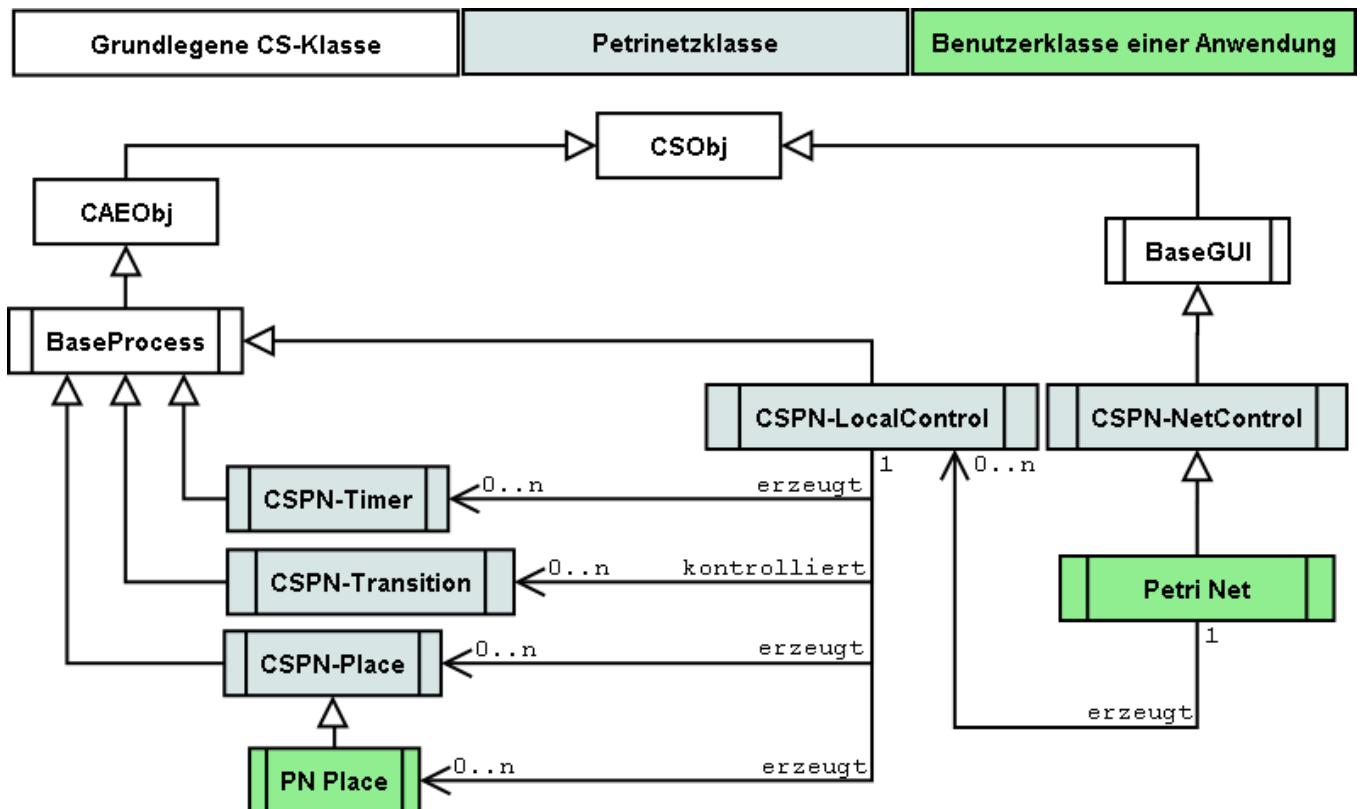 Grundlegene CS-Klasse
Petrinetzklasse
Benutzerklasse einer Anwendung
CSObj
CAEObj
BaseGUI
BaseProcess
CSPN-LocalControl
CSPN-NetControl
1
0..n
CSPN-Timer
0..n
erzeugt
CSPN-Transition
0..n
kontrolliert
Petri Net
1
CSPN-Place
0..n
erzeugt
erzeugt
PN Place
0..n
erzeugt